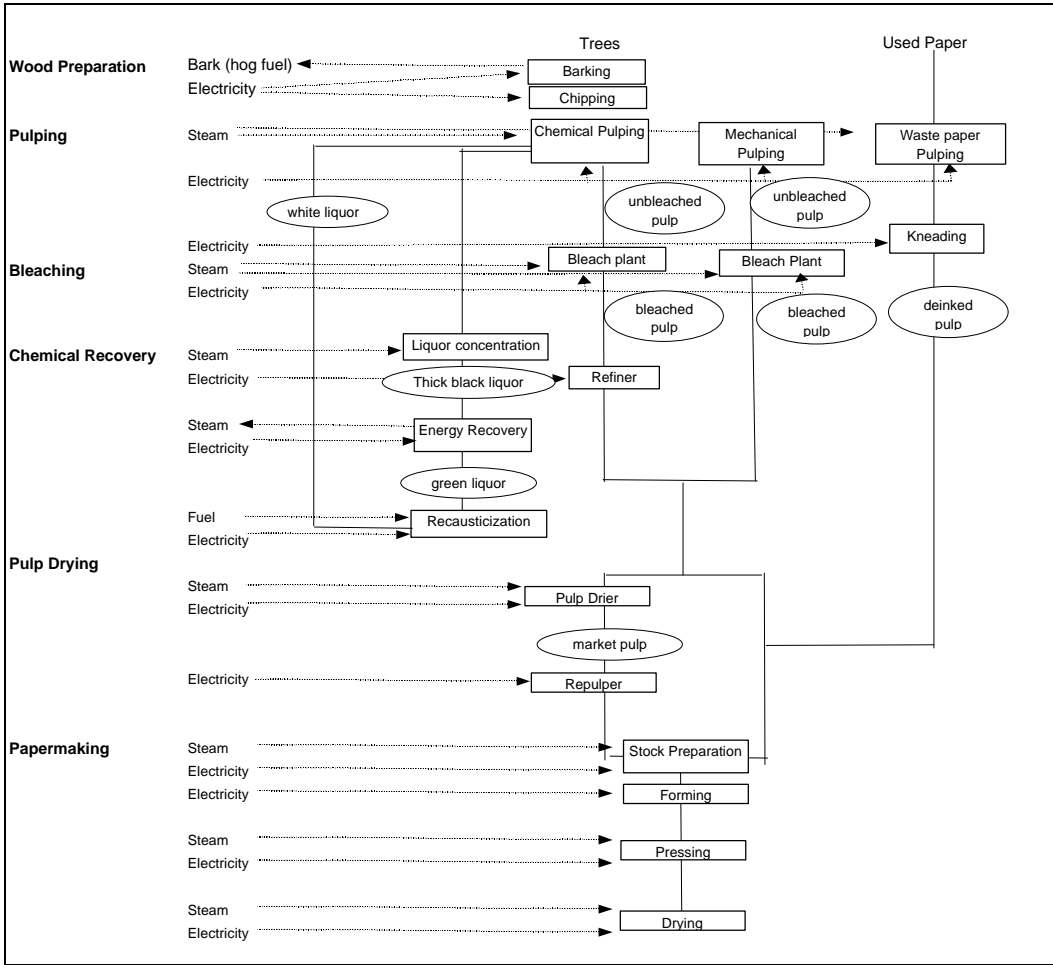 Trees
Used Paper
Wood Preparation
Bark (hog fuel)
Barking
Electricity
Chipping
Pulping
Steam
Chemical Pulping
Mechanical
Pulping
Waste paper
Pulping
Electricity
white liquor
unbleached
pulp
unbleached
pulp
Electricity
Kneading
Bleaching
Steam
Bleach plant
Bleach Plant
Electricity
bleached
pulp
bleached
pulp
deinked
pulp
Chemical Recovery
Steam
Liquor concentration
Electricity
Thick black liquor
Refiner
Steam
Energy Recovery
Electricity
green liquor
Fuel
Recausticization
Electricity
Pulp Drying
Steam
Pulp Drier
Electricity
market pulp
Electricity
Repulper
Papermaking
Steam
Stock Preparation
Electricity
Electricity
Forming
Steam
Pressing
Electricity
Steam
Drying
Electricity